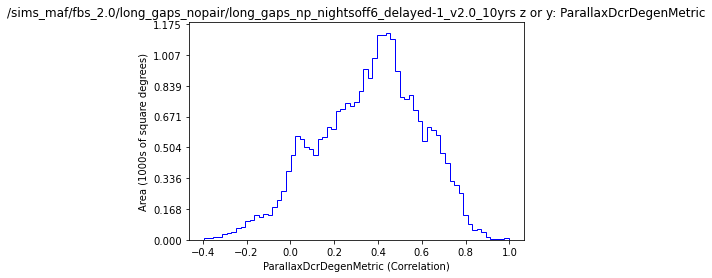 /sims_maf/fbs_2.0/long_gaps_nopair/long_gaps_np_nightsoff6_delayed-1_v2.0_10yrs z or y: ParallaxDcrDegenMetric
1.175
1.007
0.839
0.671
0.504
0.336
0.168
0.000
Area (1000s of square degrees)
−0.4 −0.2 0.0 0.2 0.4 0.6 0.8 1.0
ParallaxDcrDegenMetric (Correlation)